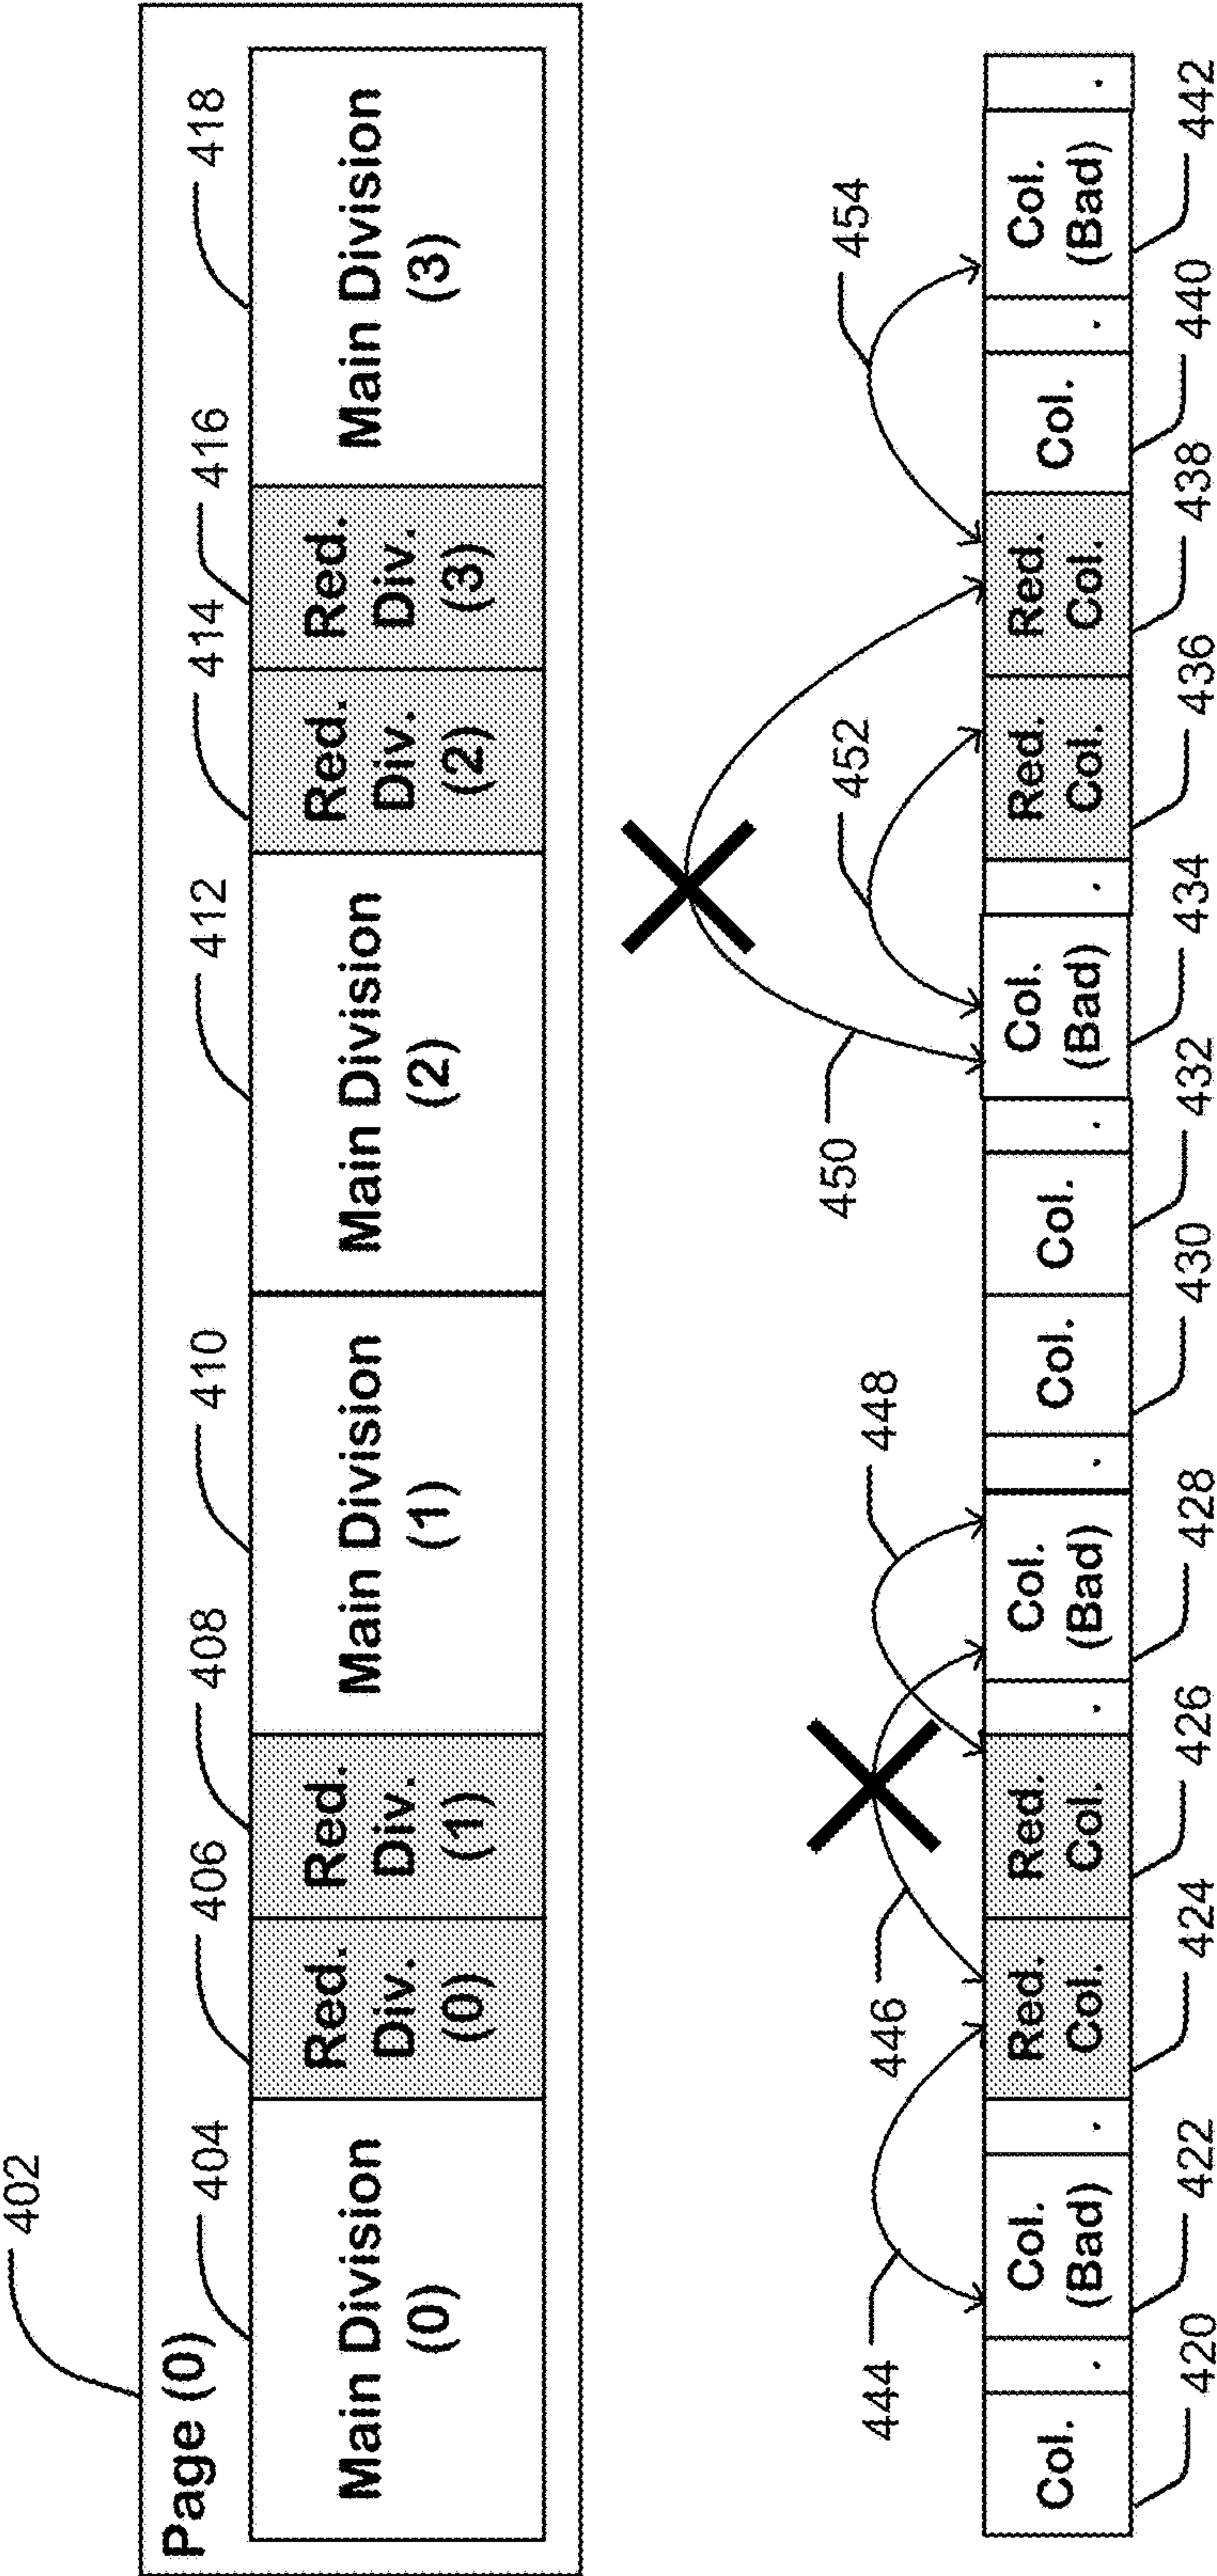 402
Page (0)
404
406
408
410
412
414
416
418
Main Division
(0)
Red.
Div.
(0)
Red.
Div.
(1)
Main Division
(1)
Main Division
(2)
Red.
Div.
(2)
Red.
Div.
(3)
Main Division
(3)
444
446
448
450
452
454
Col.
.
Col.
(Bad)
.
Red.
Col.
Red.
Col.
.
Col.
(Bad)
.
Col.
Col.
.
Col.
(Bad)
.
Red.
Col.
Red.
Col.
Col.
.
Col.
(Bad)
.
420
422
424
426
428
430
432
434
436
438
440
442